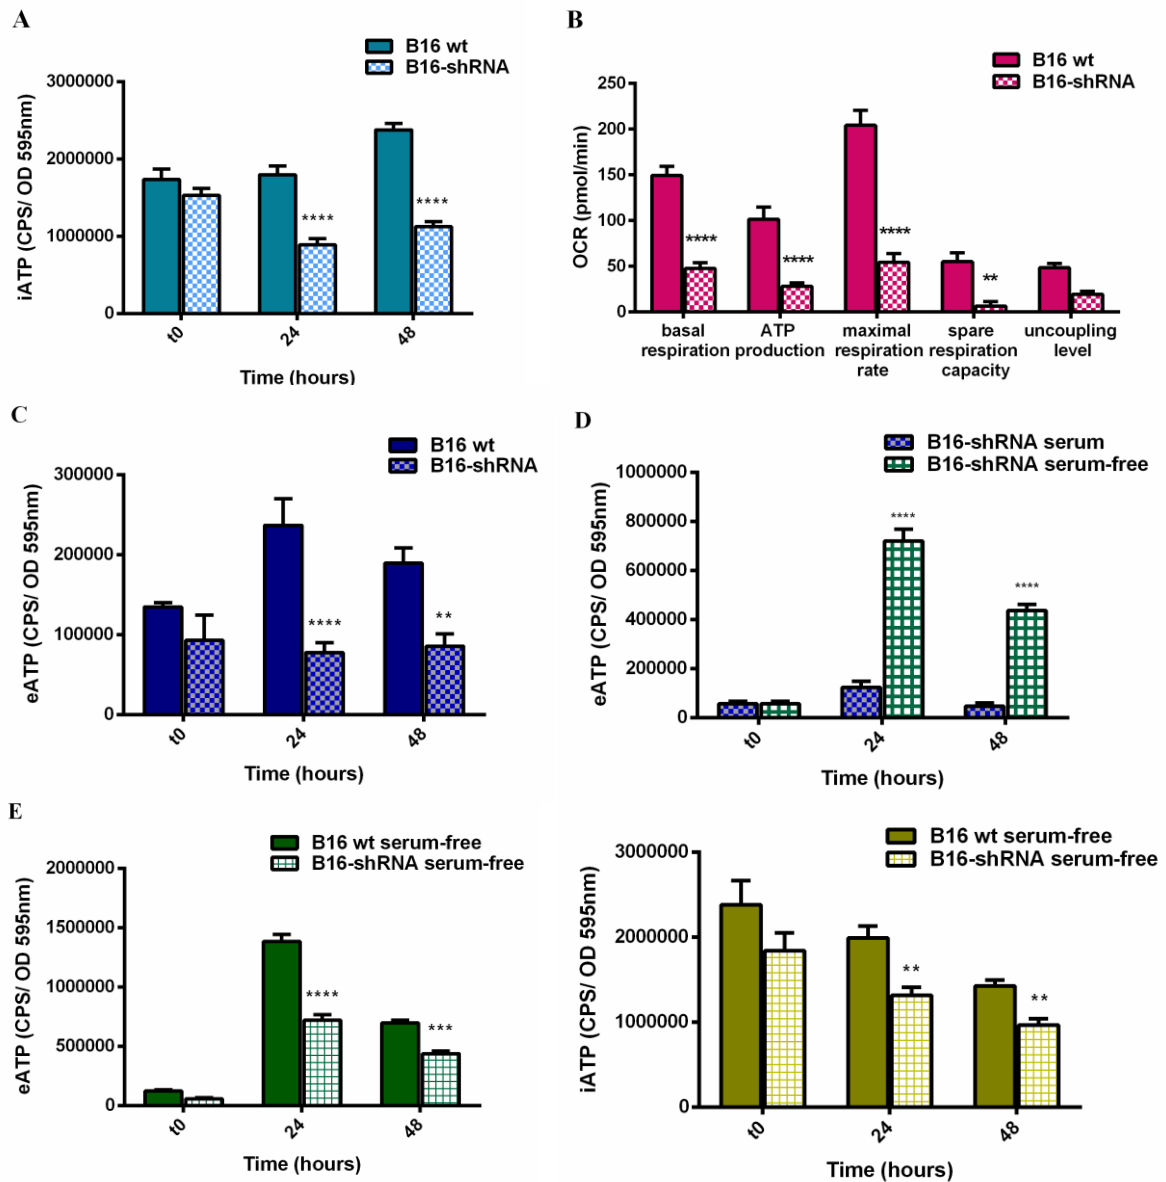 A
B16 wt
B16-shRNA
iATP (CPS/ OD 595nm)
3000000
2000000
1000000
0
****
****
t0
24
48
Time (hours)
B
B16 wt
B16-shRNA
OCR (pmol/min)
250
200
150
100
50
0
****
****
****
**
basal
respiration
ATP
production
maximal
respiration
rate
spare
respiration
capacity
uncoupling
level
C
B16 wt
B16-shRNA
eATP (CPS/ OD 595nm)
300000
200000
100000
0
****
**
t0
24
48
Time (hours)
D
B16-shRNA serum
B16-shRNA serum-free
eATP (CPS/ OD 595nm)
1000000
800000
600000
400000
200000
0
****
****
t0
24
48
Time (hours)
E
B16 wt serum-free
B16-shRNA serum-free
eATP (CPS/ OD 595nm)
2000000
1500000
1000000
500000
0
****
***
t0
24
48
Time (hours)
B16 wt serum-free
B16-shRNA serum-free
iATP (CPS/ OD 595nm)
3000000
2000000
1000000
0
**
**
t0
24
48
Time (hours)